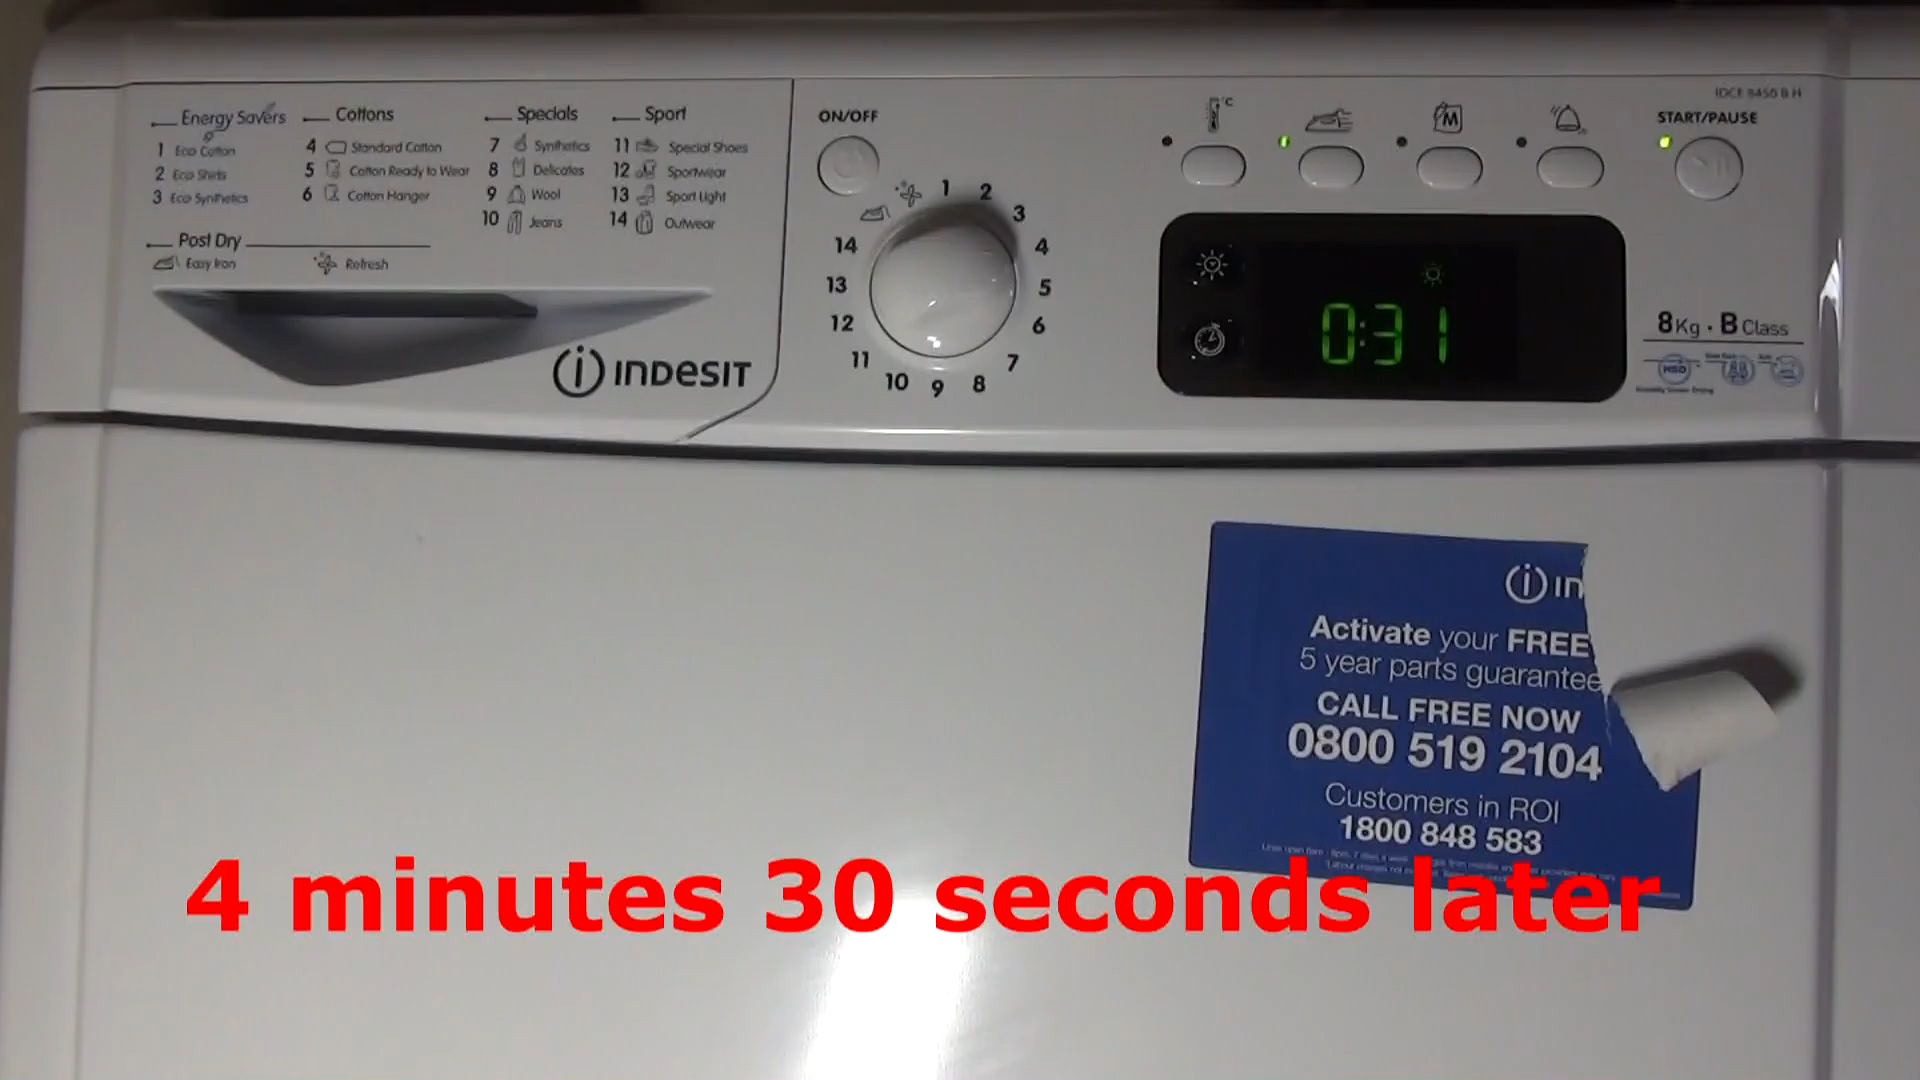 IDCE 8450 B H
Energy Savers
1 Eco Cotton
2 Eco Shirts
3 Eco Synthetics
Cottons
4 Standard Cotton
5 Cotton Ready to Wear
6 Cotton Hanger
Specials
7 Synthetics
8 Delicates
9 Wool
10 Jeans
Sport
11 Special Shoes
12 Sportwear
13 Sport Light
14 Outwear
Post Dry
Easy Iron
Refresh
INDESIT
ON/OFF
1
2
3
4
5
6
7
8
9
10
11
12
13
14
°C
M
START/PAUSE
0:31
8Kg · B Class
HSD
i in
Activate your FREE
5 year parts guarantee
CALL FREE NOW
0800 519 2104
Customers in ROI
1800 848 583
4 minutes 30 seconds later